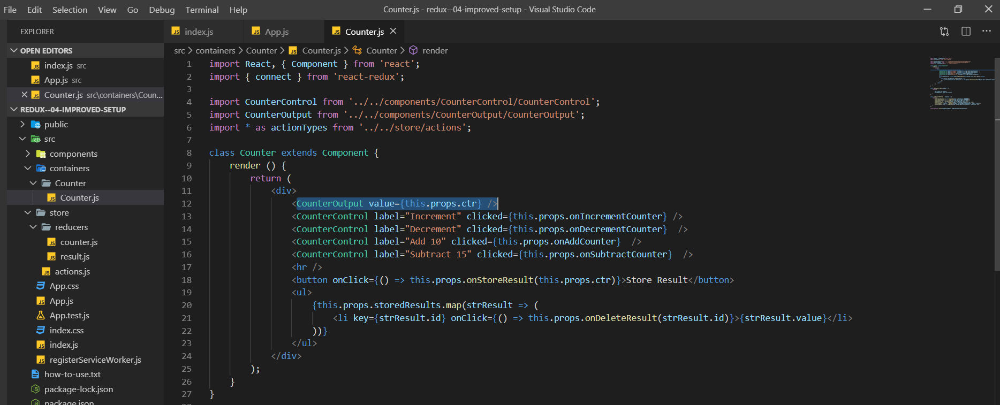 File Edit Selection View Go Debug Terminal Help
Counter.js - redux--04-improved-setup - Visual Studio Code
EXPLORER
OPEN EDITORS
index.js src
App.js src
Counter.js src\containers\Coun...
REDUX--04-IMPROVED-SETUP
public
src
components
containers
Counter
Counter.js
store
reducers
counter.js
result.js
actions.js
App.css
App.js
App.test.js
index.css
index.js
registerServiceWorker.js
how-to-use.txt
package-lock.json
package.json
index.js App.js Counter.js
src > containers > Counter > Counter.js > Counter > render
1 import React, { Component } from 'react';
2 import { connect } from 'react-redux';
3
4 import CounterControl from '../../components/CounterControl/CounterControl';
5 import CounterOutput from '../../components/CounterOutput/CounterOutput';
6 import * as actionTypes from '../../store/actions';
7
8 class Counter extends Component {
9 render () {
10 return (
11 <div>
12 <CounterOutput value={this.props.ctr} />
13 <CounterControl label="Increment" clicked={this.props.onIncrementCounter} />
14 <CounterControl label="Decrement" clicked={this.props.onDecrementCounter}  />
15 <CounterControl label="Add 10" clicked={this.props.onAddCounter}  />
16 <CounterControl label="Subtract 15" clicked={this.props.onSubtractCounter}  />
17 <hr />
18 <button onClick={() => this.props.onStoreResult(this.props.ctr)}>Store Result</button>
19 <ul>
20 {this.props.storedResults.map(strResult => (
21 <li key={strResult.id} onClick={() => this.props.onDeleteResult(strResult.id)}>{strResult.value}</li>
22 ))}
23 </ul>
24 </div>
25 );
26 }
27 }